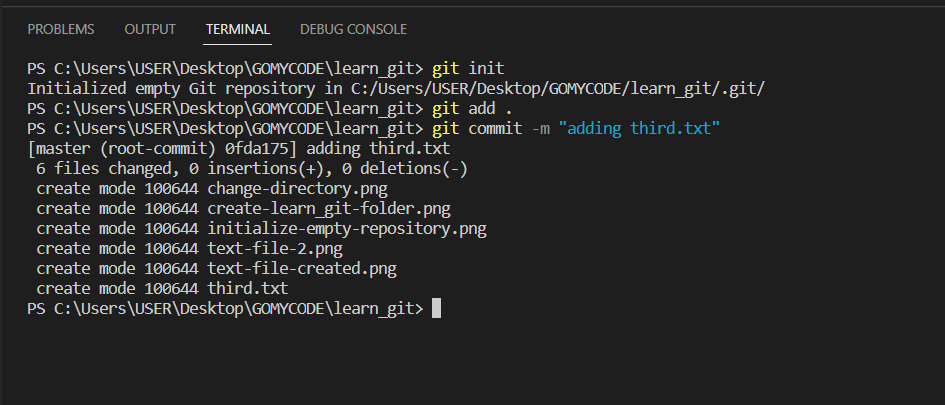 PROBLEMS OUTPUT TERMINAL DEBUG CONSOLE
PS C:\Users\USER\Desktop\GOMYCODE\learn_git> git init
Initialized empty Git repository in C:/Users/USER/Desktop/GOMYCODE/learn_git/.git/
PS C:\Users\USER\Desktop\GOMYCODE\learn_git> git add .
PS C:\Users\USER\Desktop\GOMYCODE\learn_git> git commit -m "adding third.txt"
[master (root-commit) 0fda175] adding third.txt
 6 files changed, 0 insertions(+), 0 deletions(-)
 create mode 100644 change-directory.png
 create mode 100644 create-learn_git-folder.png
 create mode 100644 initialize-empty-repository.png
 create mode 100644 text-file-2.png
 create mode 100644 text-file-created.png
 create mode 100644 third.txt
PS C:\Users\USER\Desktop\GOMYCODE\learn_git>